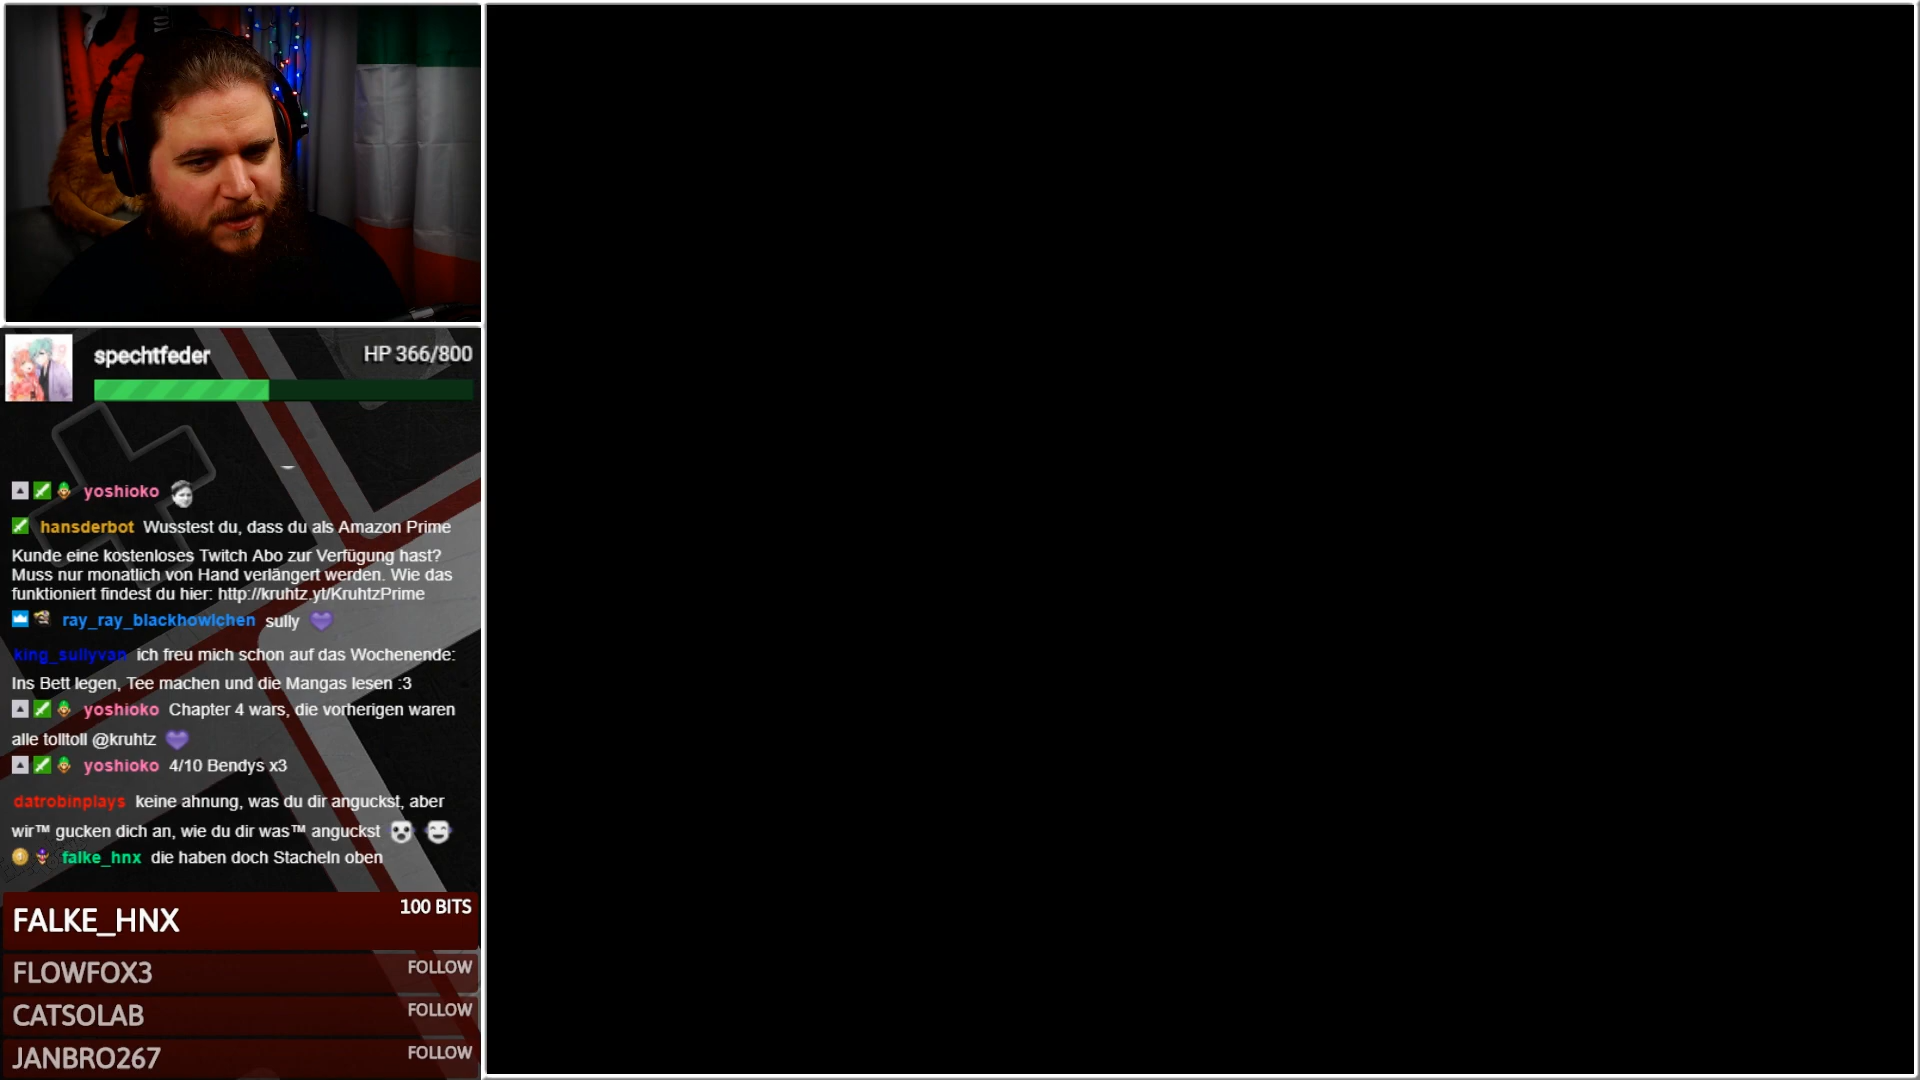 spechtfeder HP 366/800
yoshioko
hansderbot Wusstest du, dass du als Amazon Prime
Kunde eine kostenloses Twitch Abo zur Verfügung hast?
Muss nur monatlich von Hand verlängert werden. Wie das
funktioniert findest du hier: http://kruhtz.yt/KruhtzPrime
ray_ray_blackhowlchen sully
king_sullyvan ich freu mich schon auf das Wochenende:
Ins Bett legen, Tee machen und die Mangas lesen :3
yoshioko Chapter 4 wars, die vorherigen waren
alle tolltoll @kruhtz
yoshioko 4/10 Bendys x3
datrobinplays keine ahnung, was du dir anguckst, aber
wir™ gucken dich an, wie du dir was™ anguckst
falke_hnx die haben doch Stacheln oben
FALKE_HNX 100 BITS
FLOWFOX3 FOLLOW
CATSOLAB FOLLOW
JANBRO267 FOLLOW